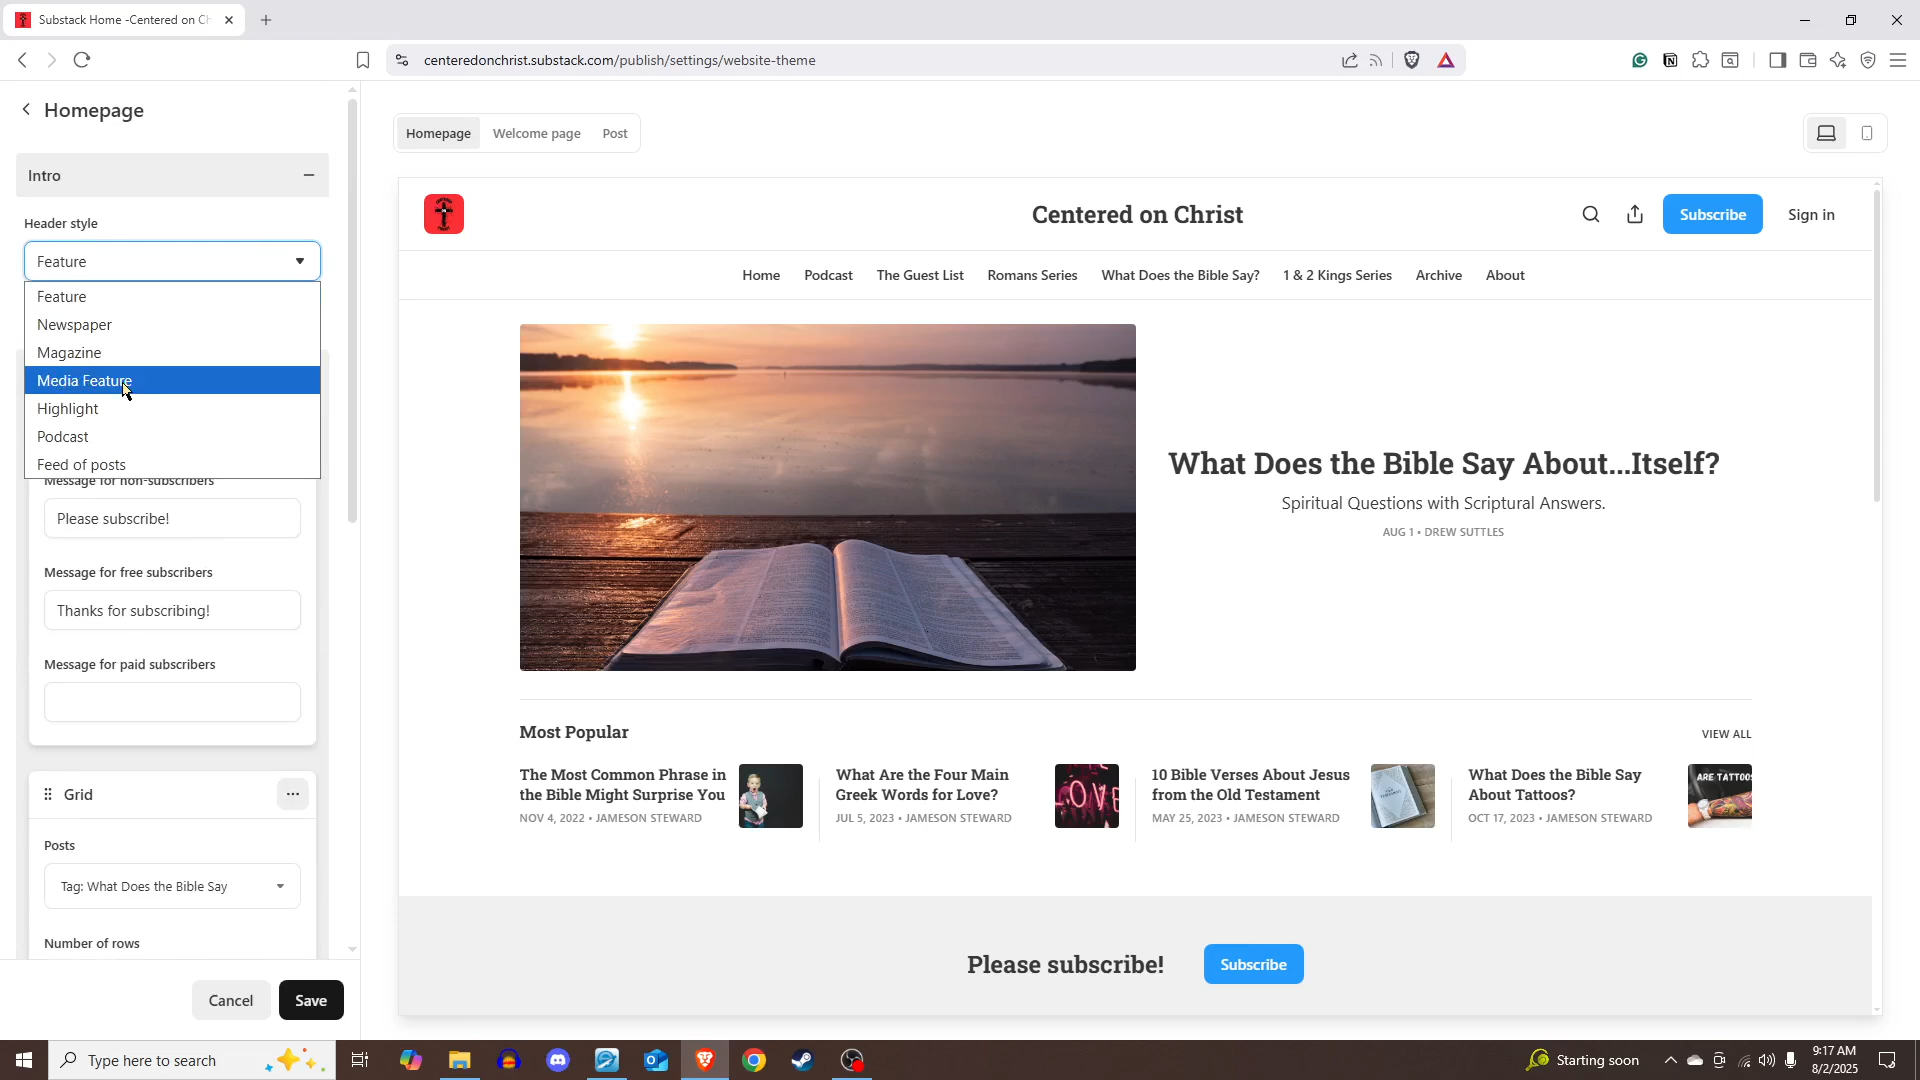 Substack Home -Centered on Ch
centeredonchrist.substack.com/publish/settings/website-theme
Homepage
Intro
Header style
Feature
Feature
Newspaper
Magazine
Media Feature
Highlight
Podcast
Feed of posts
Message for non-subscribers
Please subscribe!
Message for free subscribers
Thanks for subscribing!
Message for paid subscribers
Grid
Posts
Tag: What Does the Bible Say
Number of rows
Cancel
Save
Homepage
Welcome page
Post
Centered on Christ
Subscribe
Sign in
Home
Podcast
The Guest List
Romans Series
What Does the Bible Say?
1 & 2 Kings Series
Archive
About
What Does the Bible Say About...Itself?
Spiritual Questions with Scriptural Answers.
AUG 1 • DREW SUTTLES
Most Popular
VIEW ALL
The Most Common Phrase in
the Bible Might Surprise You
NOV 4, 2022 • JAMESON STEWARD
What Are the Four Main
Greek Words for Love?
JUL 5, 2023 • JAMESON STEWARD
LOVE
10 Bible Verses About Jesus
from the Old Testament
MAY 25, 2023 • JAMESON STEWARD
What Does the Bible Say
About Tattoos?
OCT 17, 2023 • JAMESON STEWARD
ARE TATTOOS
Please subscribe!
Subscribe
Type here to search
Starting soon
9:17 AM
8/2/2025